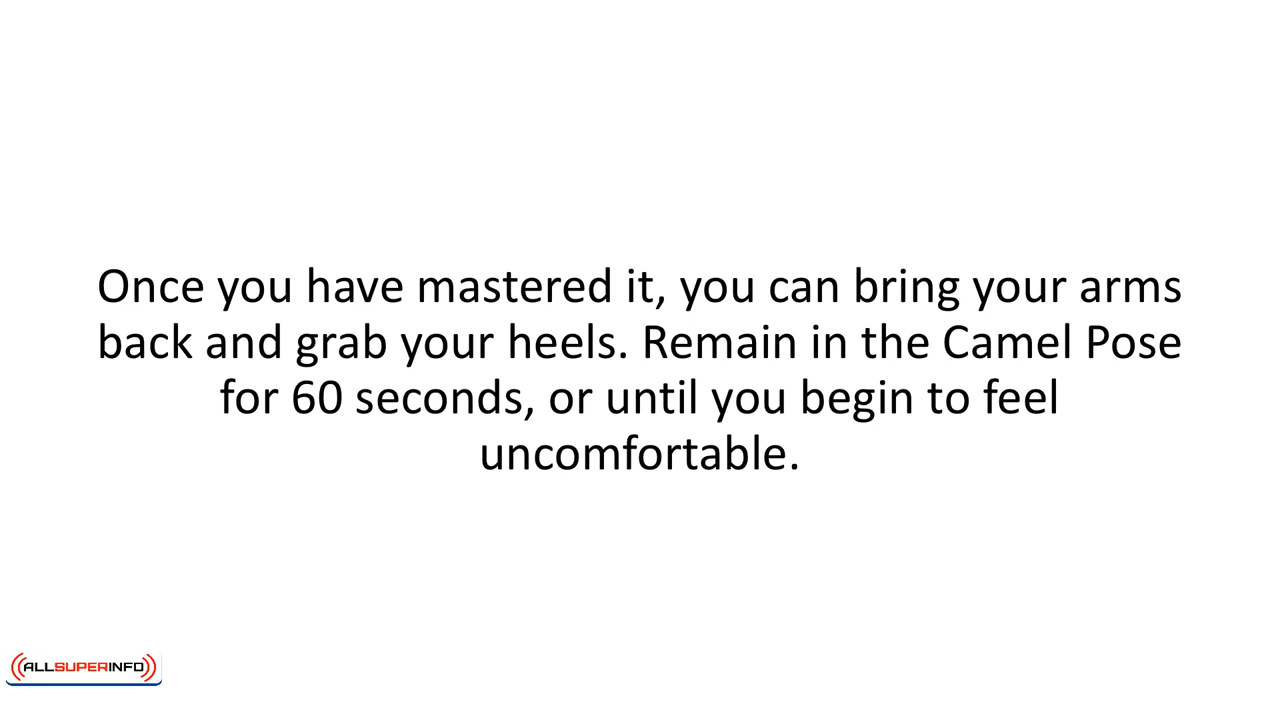 Once you have mastered it, you can bring your arms
back and grab your heels. Remain in the Camel Pose
for 60 seconds, or until you begin to feel
uncomfortable.
ALLSUPERINFO